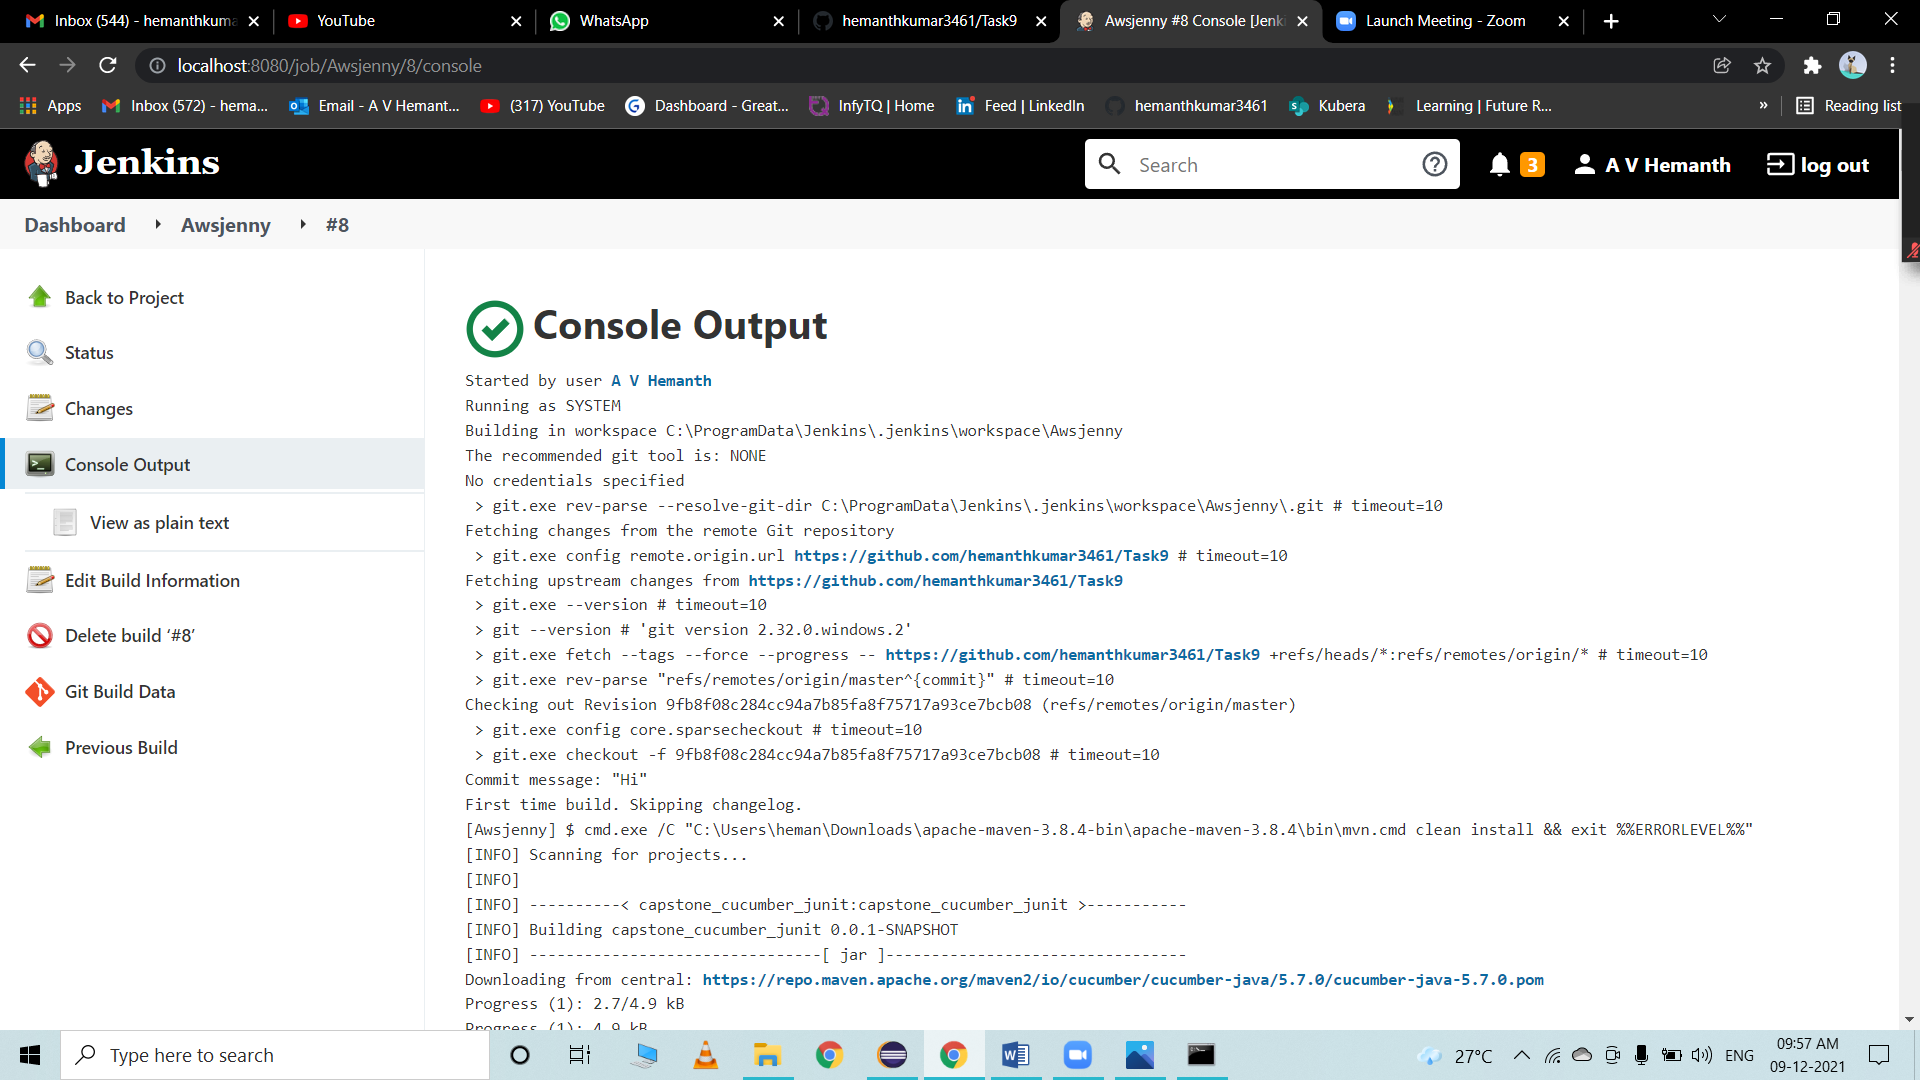 Inbox (544) - hemanthkuma
YouTube
WhatsApp
hemanthkumar3461/Task9
Awsjenny #8 Console [Jenki
Launch Meeting - Zoom
localhost:8080/job/Awsjenny/8/console
Apps
Inbox (572) - hema...
Email - A V Hemant...
(317) YouTube
Dashboard - Great...
InfyTQ | Home
Feed | LinkedIn
hemanthkumar3461
Kubera
Learning | Future R...
»
Reading list
Jenkins
Search
3
A V Hemanth
log out
Dashboard
Awsjenny
#8
Back to Project
Status
Changes
Console Output
View as plain text
Edit Build Information
Delete build ‘#8’
Git Build Data
Previous Build
Console Output
Started by user A V Hemanth
Running as SYSTEM
Building in workspace C:\ProgramData\Jenkins\.jenkins\workspace\Awsjenny
The recommended git tool is: NONE
No credentials specified
> git.exe rev-parse --resolve-git-dir C:\ProgramData\Jenkins\.jenkins\workspace\Awsjenny\.git # timeout=10
Fetching changes from the remote Git repository
> git.exe config remote.origin.url https://github.com/hemanthkumar3461/Task9 # timeout=10
Fetching upstream changes from https://github.com/hemanthkumar3461/Task9
> git.exe --version # timeout=10
> git --version # 'git version 2.32.0.windows.2'
> git.exe fetch --tags --force --progress -- https://github.com/hemanthkumar3461/Task9 +refs/heads/*:refs/remotes/origin/* # timeout=10
> git.exe rev-parse "refs/remotes/origin/master^{commit}" # timeout=10
Checking out Revision 9fb8f08c284cc94a7b85fa8f75717a93ce7bcb08 (refs/remotes/origin/master)
> git.exe config core.sparsecheckout # timeout=10
> git.exe checkout -f 9fb8f08c284cc94a7b85fa8f75717a93ce7bcb08 # timeout=10
Commit message: "Hi"
First time build. Skipping changelog.
[Awsjenny] $ cmd.exe /C "C:\Users\heman\Downloads\apache-maven-3.8.4-bin\apache-maven-3.8.4\bin\mvn.cmd clean install && exit %%ERRORLEVEL%%"
[INFO] Scanning for projects...
[INFO]
[INFO] ----------< capstone_cucumber_junit:capstone_cucumber_junit >-----------
[INFO] Building capstone_cucumber_junit 0.0.1-SNAPSHOT
[INFO] --------------------------------[ jar ]---------------------------------
Downloading from central: https://repo.maven.apache.org/maven2/io/cucumber/cucumber-java/5.7.0/cucumber-java-5.7.0.pom
Progress (1): 2.7/4.9 kB
Progress (1): 4.9 kB
Type here to search
27°C
ENG
09:57 AM
09-12-2021